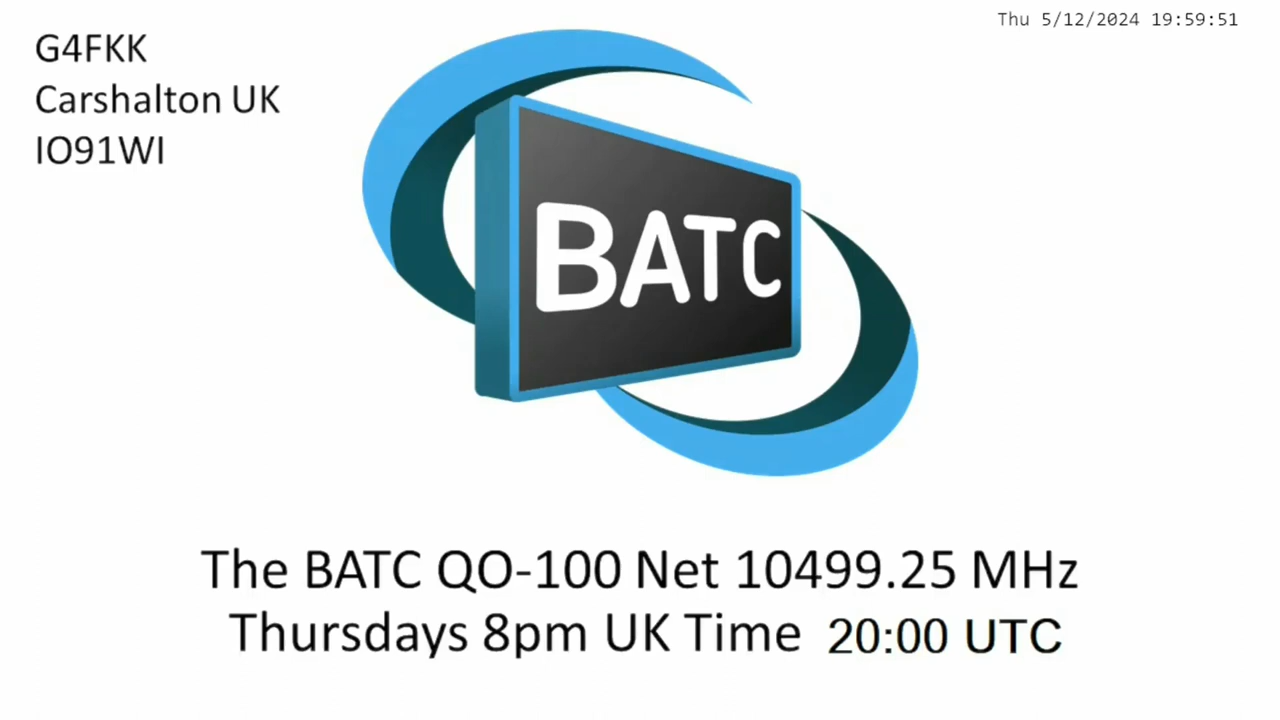 Thu 5/12/2024 19:59:51
G4FKK
Carshalton UK
IO91WI
BATC
The BATC QO-100 Net 10499.25 MHz
Thursdays 8pm UK Time 20:00 UTC